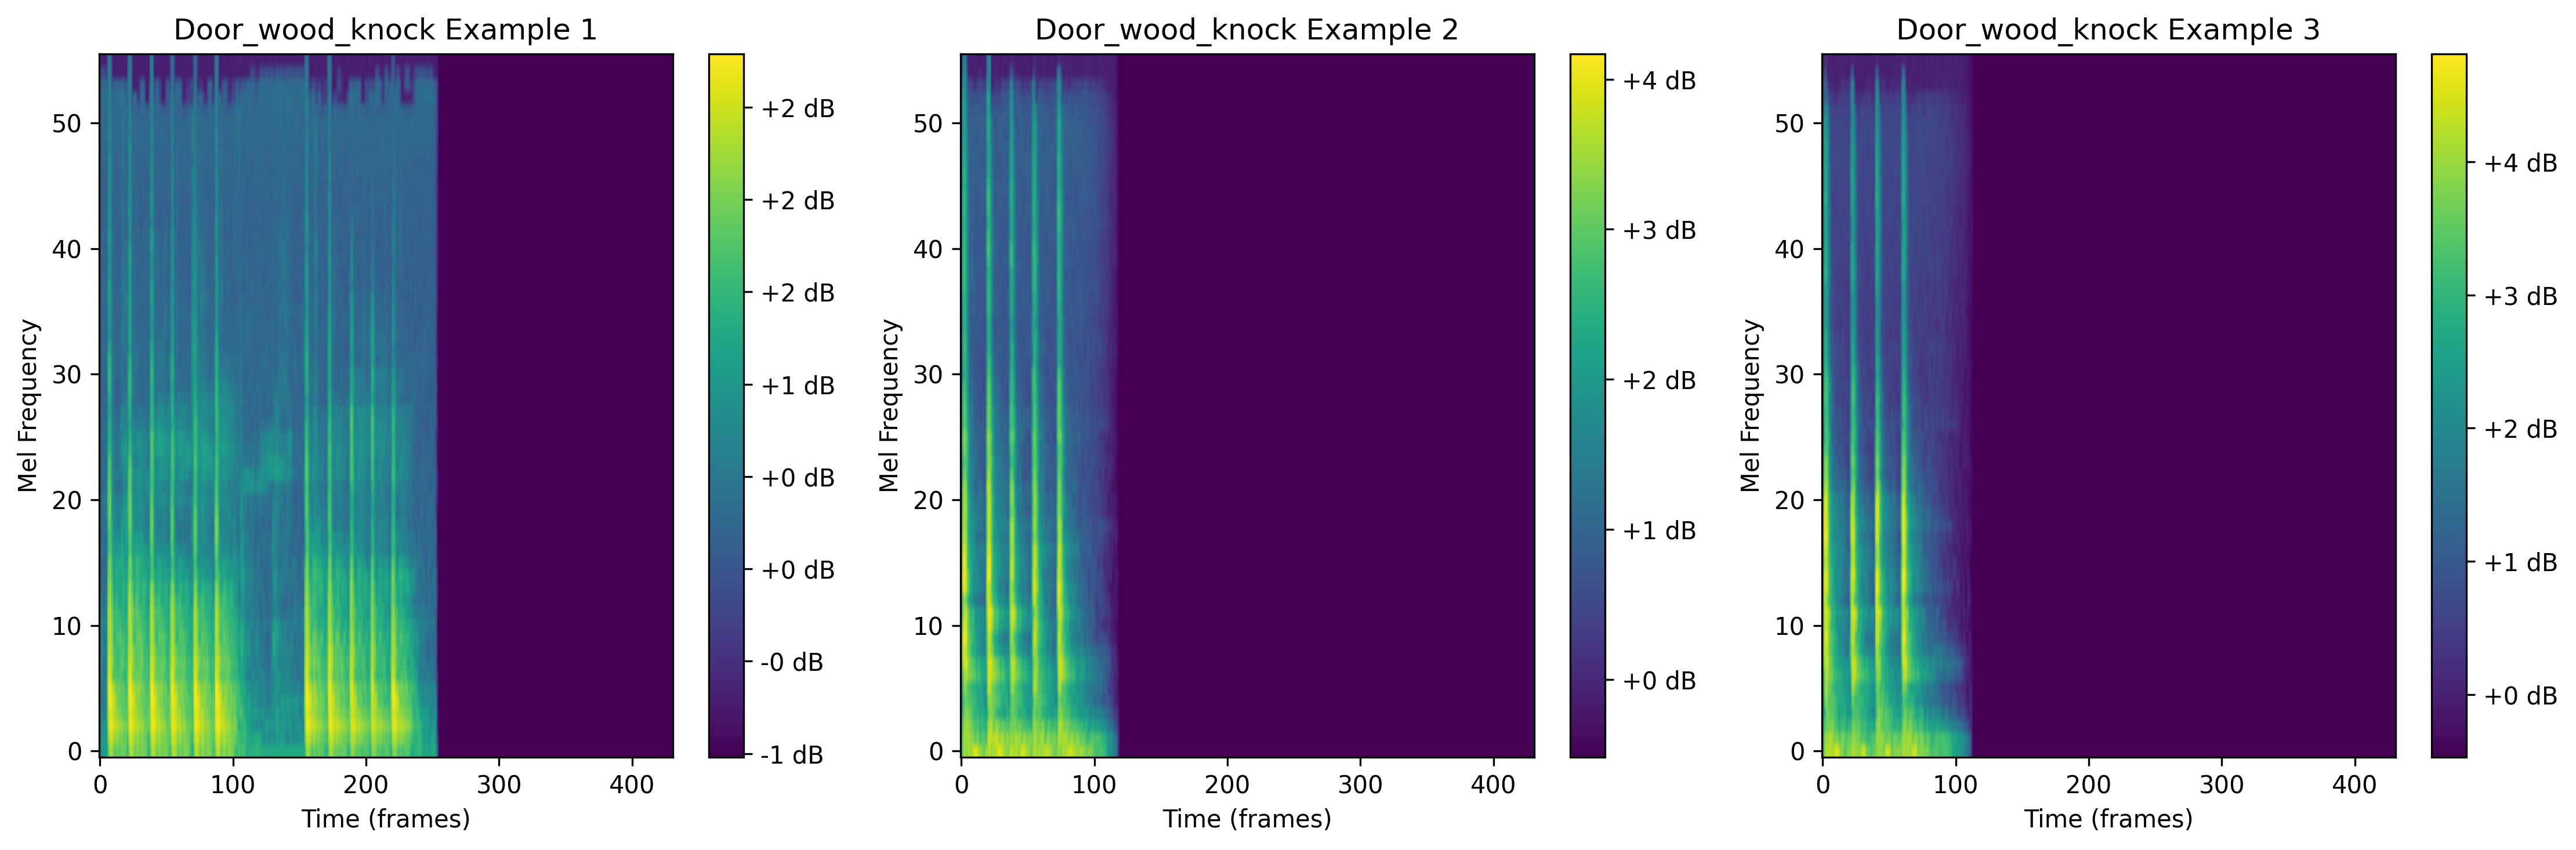 Door_wood_knock Example 1
Mel Frequency
50
40
30
20
10
0
0 100 200 300 400
Time (frames)
+2 dB
+2 dB
+2 dB
+1 dB
+0 dB
+0 dB
-0 dB
-1 dB
Door_wood_knock Example 2
Mel Frequency
50
40
30
20
10
0
0 100 200 300 400
Time (frames)
+4 dB
+3 dB
+2 dB
+1 dB
+0 dB
Door_wood_knock Example 3
Mel Frequency
50
40
30
20
10
0
0 100 200 300 400
Time (frames)
+4 dB
+3 dB
+2 dB
+1 dB
+0 dB